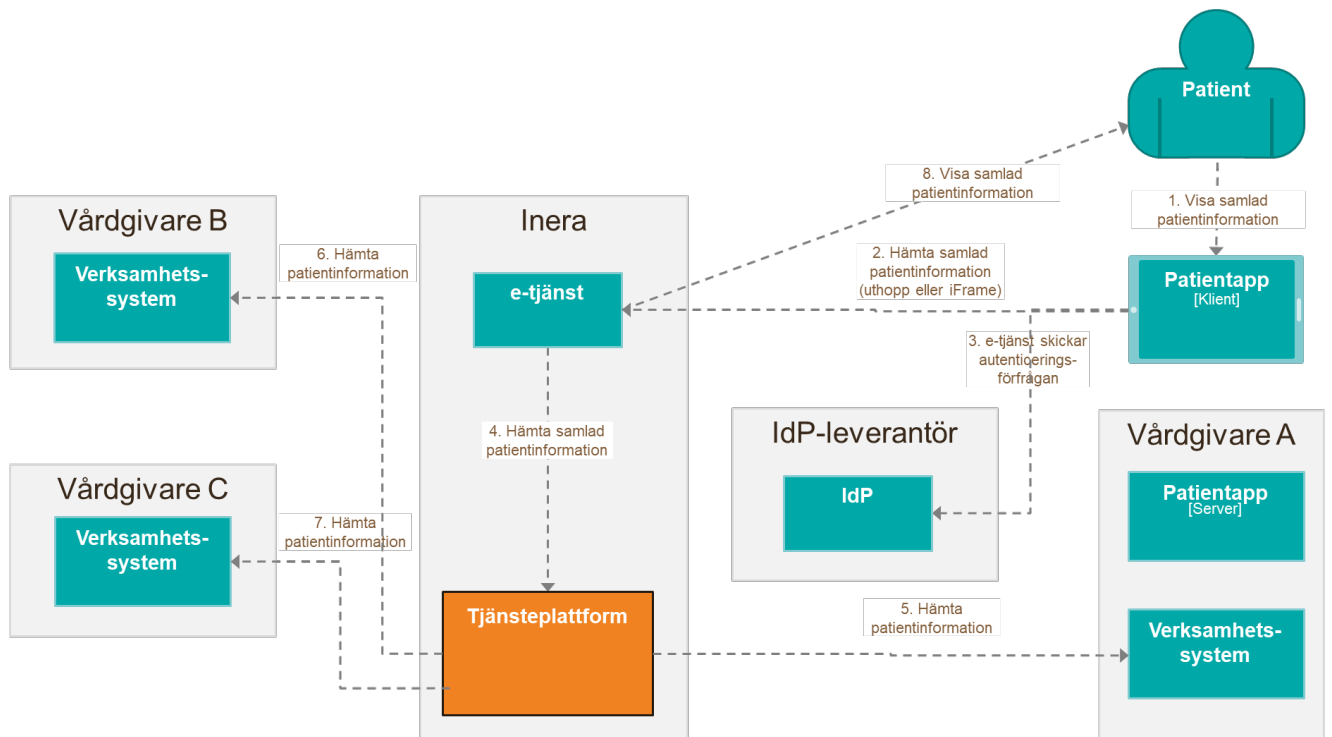 Patient
8. Visa samlad
patientinformation
1. Visa samlad
patientinformation
Vårdgivare B
Verksamhets-
system
6. Hämta
patientinformation
Inera
e-tjänst
2. Hämta samlad
patientinformation
(uthopp eller iFrame)
Patientapp
[Klient]
3. e-tjänst skickar
autenticerings-
förfrågan
4. Hämta samlad
patientinformation
IdP-leverantör
IdP
Vårdgivare A
Patientapp
[Server]
Vårdgivare C
Verksamhets-
system
7. Hämta
patientinformation
Tjänsteplattform
5. Hämta
patientinformation
Verksamhets-
system